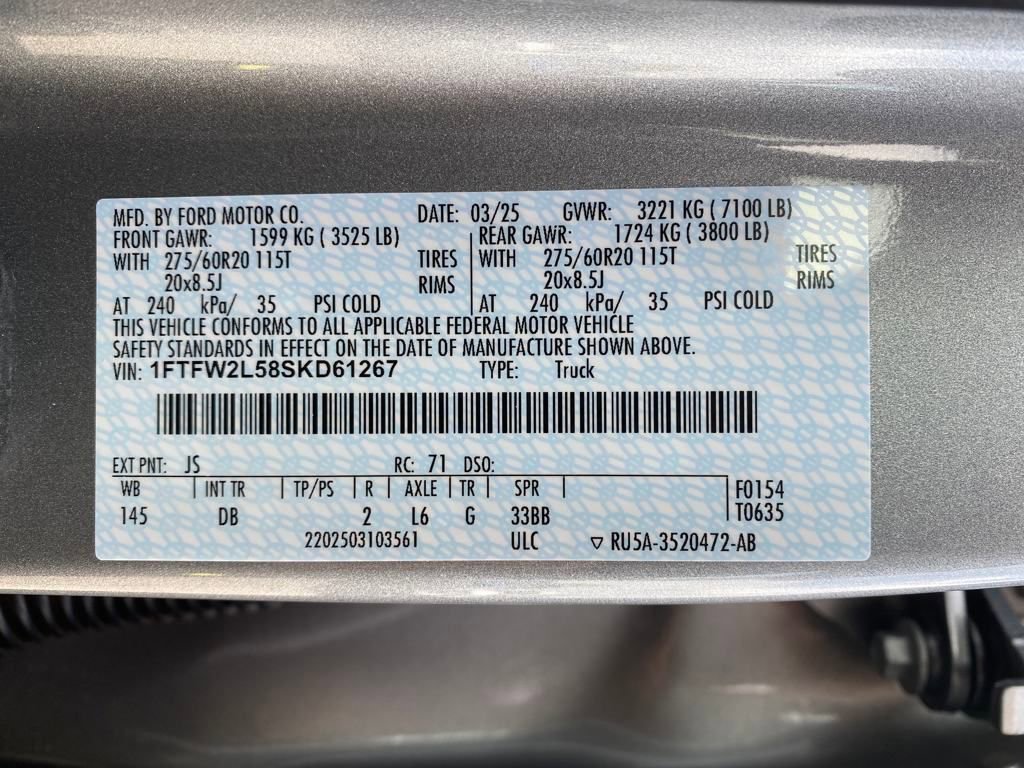 MFD. BY FORD MOTOR CO. DATE: 03/25 GVWR: 3221 KG ( 7100 LB)
FRONT GAWR: 1599 KG ( 3525 LB) REAR GAWR: 1724 KG ( 3800 LB)
WITH 275/60R20 115T TIRES WITH 275/60R20 115T TIRES
20x8.5J RIMS 20x8.5J RIMS
AT 240 kPa/ 35 PSI COLD AT 240 kPa/ 35 PSI COLD
THIS VEHICLE CONFORMS TO ALL APPLICABLE FEDERAL MOTOR VEHICLE
SAFETY STANDARDS IN EFFECT ON THE DATE OF MANUFACTURE SHOWN ABOVE.
VIN: 1FTFW2L58SKD61267 TYPE: Truck
EXT PNT: JS RC: 71 DSO:
WB INT TR TP/PS R AXLE TR SPR F0154
145 DB 2 L6 G 33BB T0635
2202503103561 ULC ▽ RU5A-3520472-AB